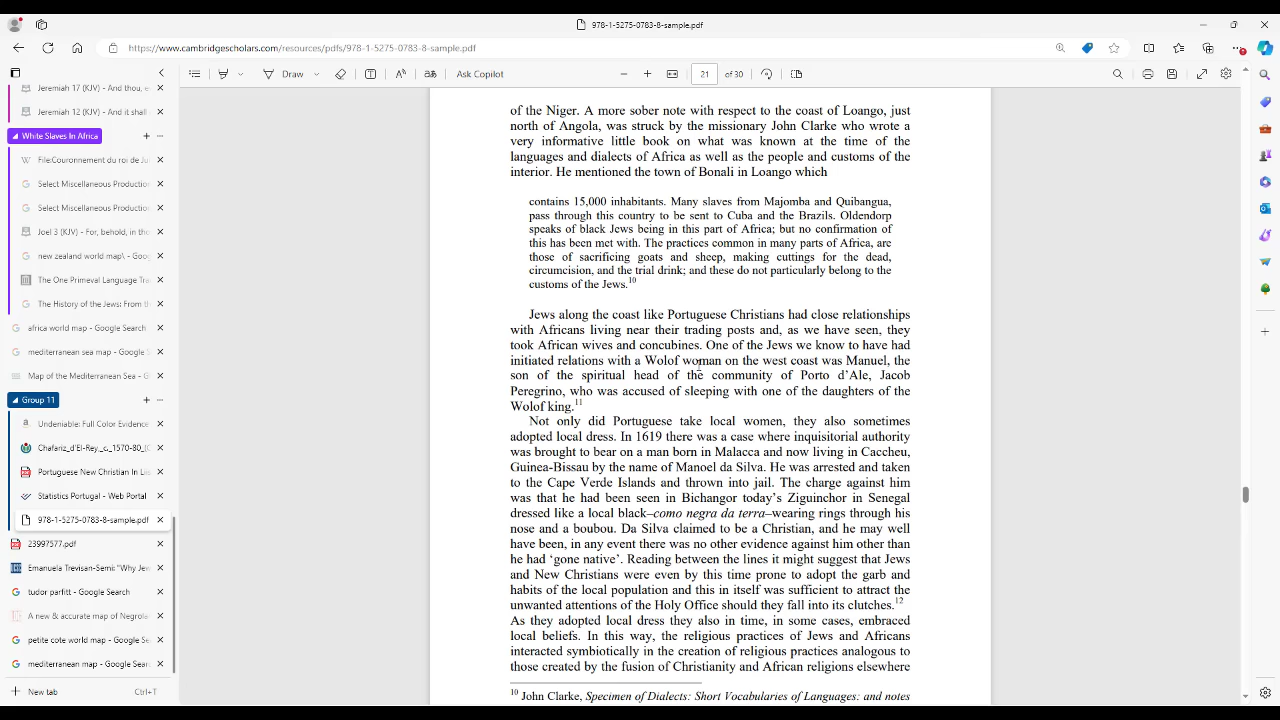 978-1-5275-0783-8-sample.pdf
https://www.cambridgescholars.com/resources/pdfs/978-1-5275-0783-8-sample.pdf
Draw
Ask Copilot
21 of 30
Jeremiah 17 (KJV) - And thou, e
Jeremiah 12 (KJV) - And it shall
White Slaves In Africa
File:Couronnement du roi de Jo
Select Miscellaneous Production
Select Miscellaneous Production
Joel 3 (KJV) - For, behold, in tho
new zealand world map\ - Goo
The One Primeval Language Tra
The History of the Jews: From th
africa world map - Google Search
mediterranean sea map - Google S
Map of the Mediterranean Sea - G
Group 11
Undeniable: Full Color Evidence
Chafariz_d'El-Rey,_c._1570-80_(C
Portuguese New Christian In Lie
Statistics Portugal - Web Portal
978-1-5275-0783-8-sample.pdf
23997577.pdf
Emanuela Trevisan-Semi: "Why Jew
tudor parfitt - Google Search
A new & accurate map of Negrola
petite cote world map - Google Se
mediterranean map - Google Sear
New tab
Ctrl+T
of the Niger. A more sober note with respect to the coast of Loango, just
north of Angola, was struck by the missionary John Clarke who wrote a
very informative little book on what was known at the time of the
languages and dialects of Africa as well as the people and customs of the
interior. He mentioned the town of Bonali in Loango which
contains 15,000 inhabitants. Many slaves from Majomba and Quibangua,
pass through this country to be sent to Cuba and the Brazils. Oldendorp
speaks of black Jews being in this part of Africa; but no confirmation of
this has been met with. The practices common in many parts of Africa, are
those of sacrificing goats and sheep, making cuttings for the dead,
circumcision, and the trial drink; and these do not particularly belong to the
customs of the Jews.10
Jews along the coast like Portuguese Christians had close relationships
with Africans living near their trading posts and, as we have seen, they
took African wives and concubines. One of the Jews we know to have had
initiated relations with a Wolof woman on the west coast was Manuel, the
son of the spiritual head of the community of Porto d'Ale, Jacob
Peregrino, who was accused of sleeping with one of the daughters of the
Wolof king.11
Not only did Portuguese take local women, they also sometimes
adopted local dress. In 1619 there was a case where inquisitorial authority
was brought to bear on a man born in Malacca and now living in Caccheu,
Guinea-Bissau by the name of Manoel da Silva. He was arrested and taken
to the Cape Verde Islands and thrown into jail. The charge against him
was that he had been seen in Bichangor today's Ziguinchor in Senegal
dressed like a local black–como negra da terra–wearing rings through his
nose and a boubou. Da Silva claimed to be a Christian, and he may well
have been, in any event there was no other evidence against him other than
he had 'gone native'. Reading between the lines it might suggest that Jews
and New Christians were even by this time prone to adopt the garb and
habits of the local population and this in itself was sufficient to attract the
unwanted attentions of the Holy Office should they fall into its clutches.12
As they adopted local dress they also in time, in some cases, embraced
local beliefs. In this way, the religious practices of Jews and Africans
interacted symbiotically in the creation of religious practices analogous to
those created by the fusion of Christianity and African religions elsewhere
10 John Clarke, Specimen of Dialects: Short Vocabularies of Languages: and notes